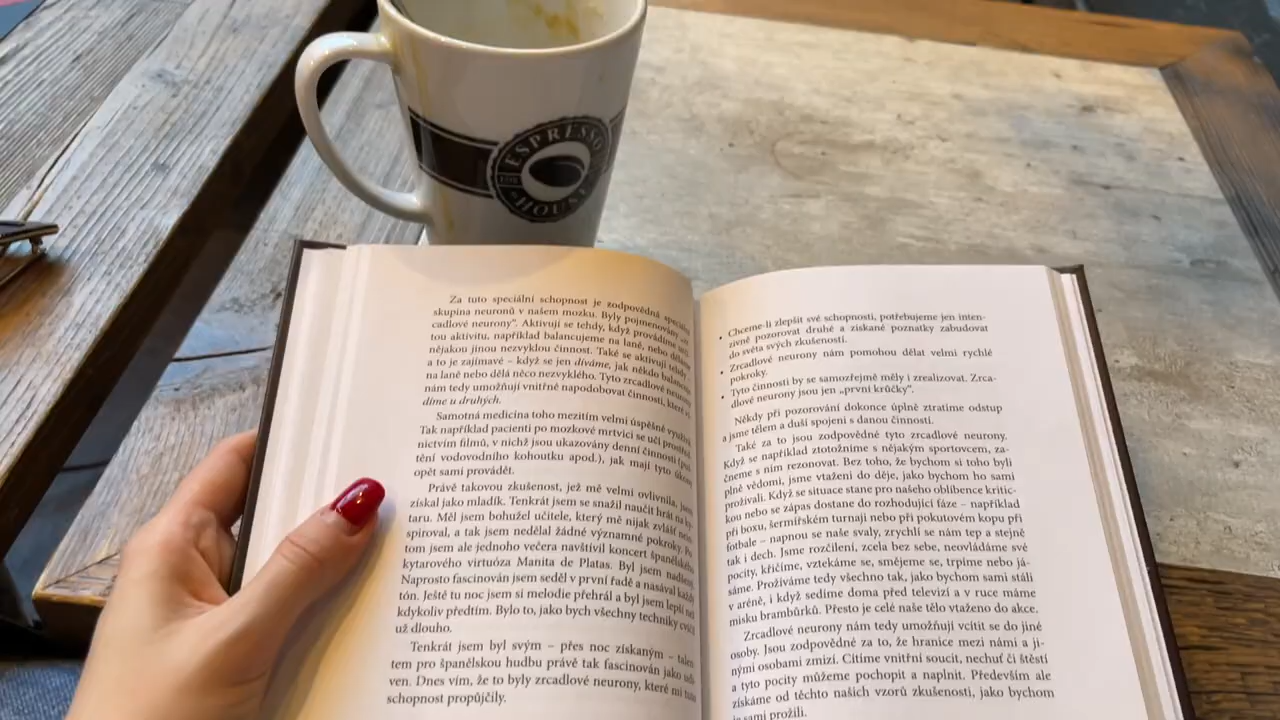 ESPRESSO
HOUSE
Za tuto speciální schopnost je zodpovědná
skupina neuronů v našem mozku. Byly pojmenovány
cadlové neurony“. Aktivují se tehdy, když provádíme
tou aktivitu, například balancujeme na laně, nebo děláme
nějakou jinou nezvyklou činnost. Také se aktivují tehdy
a to je zajímavé – když se jen díváme, jak někdo
na laně nebo dělá něco nezvyklého. Tyto zrcadlové neurony
nám tedy umožňují vnitřně napodobovat činnosti, které
díme u druhých.
Samotná medicína toho mezitím velmi úspěšně
Tak například pacienti po mozkové mrtvici se učí
nictvím filmů, v nichž jsou ukazovány denní činnosti
tění vodovodního kohoutku apod.), jak mají tyto
opět sami provádět.
Právě takovou zkušenost, jež mě velmi ovlivnila, jsem
získal jako mladík. Tenkrát jsem se snažil naučit hrát na
taru. Měl jsem bohužel učitele, který mě nijak zvlášť
spiroval, a tak jsem nedělal žádné významné pokroky.
tom jsem ale jednoho večera navštívil koncert
kytarového virtuóza Manita de Platas. Byl jsem
Naprosto fascinován jsem seděl v první řadě a nasával každý
tón. Ještě tu noc jsem si melodie přehrál a byl jsem lepší než
kdykoliv předtím. Bylo to, jako bych všechny techniky cvičil
už dlouho.
Tenkrát jsem byl svým – přes noc získaným –
tem pro španělskou hudbu právě tak fascinován jako
ven. Dnes vím, že to byly zrcadlové neurony, které mi
schopnost propůjčily.
• Chceme-li zlepšit své schopnosti, potřebujeme jen inten-
zivně pozorovat druhé a získané poznatky zabudovat
do světa svých zkušeností.
• Zrcadlové neurony nám pomohou dělat velmi rychlé
pokroky.
• Tyto činnosti by se samozřejmě měly i zrealizovat. Zrca-
dlové neurony jsou jen „první krůčky“.
Někdy při pozorování dokonce úplně ztratíme odstup
a jsme tělem a duší spojeni s danou činností.
Také za to jsou zodpovědné tyto zrcadlové neurony.
Když se například ztotožníme s nějakým sportovcem, za-
čneme s ním rezonovat. Bez toho, že bychom si toho byli
plně vědomi, jsme vtaženi do děje, jako bychom ho sami
prožívali. Když se situace stane pro našeho oblíbence kritic-
kou nebo se zápas dostane do rozhodující fáze – například
při boxu, šermířském turnaji nebo při pokutovém kopu při
fotbale – napnou se naše svaly, zrychlí se nám tep a stejně
tak i dech. Jsme rozčilení, zcela bez sebe, neovládáme své
pocity, křičíme, vztekáme se, smějeme se, trpíme nebo já-
sáme. Prožíváme tedy všechno tak, jako bychom sami stáli
v aréně, i když sedíme doma před televizí a v ruce máme
misku brambůrků. Přesto je celé naše tělo vtaženo do akce.
Zrcadlové neurony nám tedy umožňují vcítit se do jiné
osoby. Jsou zodpovědné za to, že hranice mezi námi a ji-
nými osobami zmizí. Cítíme vnitřní soucit, nechuť či štěstí
a tyto pocity můžeme pochopit a naplnit. Především ale
získáme od těchto našich vzorů zkušenosti, jako bychom
je sami prožili.